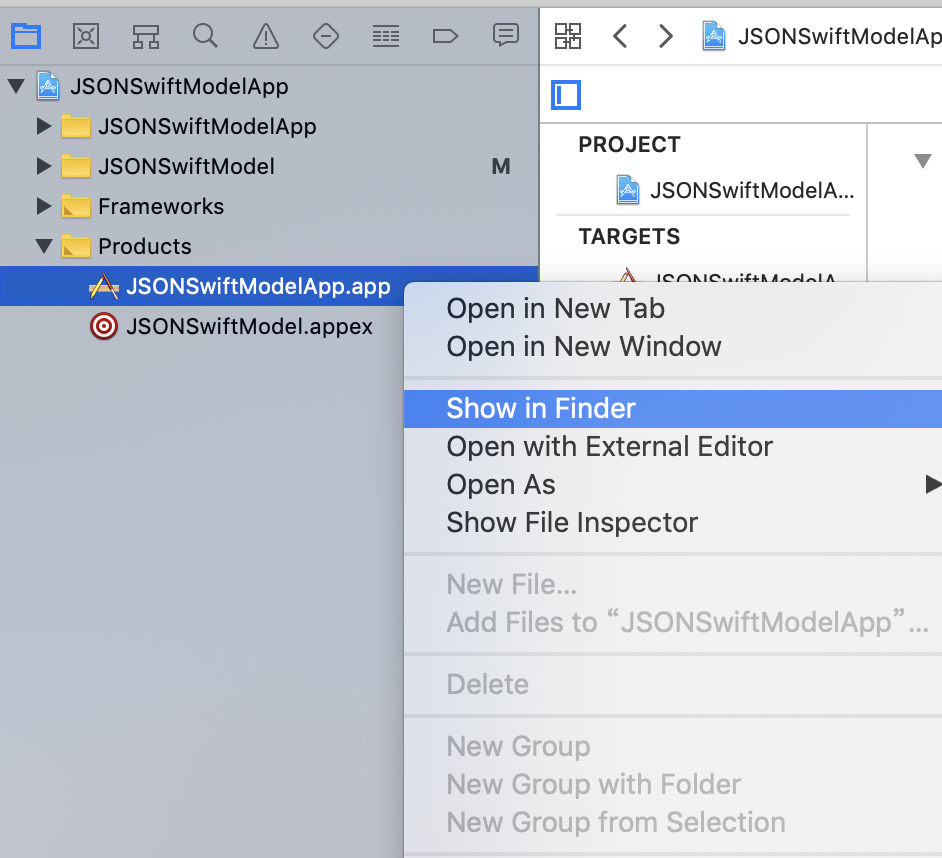 JSONSwiftModelApp
JSONSwiftModelApp
JSONSwiftModel M
Frameworks
Products
JSONSwiftModelApp.app
JSONSwiftModel.appex
JSONSwiftModelAp
PROJECT
JSONSwiftModelA...
TARGETS
JSONSwiftModelA
Open in New Tab
Open in New Window
Show in Finder
Open with External Editor
Open As
Show File Inspector
New File...
Add Files to “JSONSwiftModelApp”...
Delete
New Group
New Group with Folder
New Group from Selection